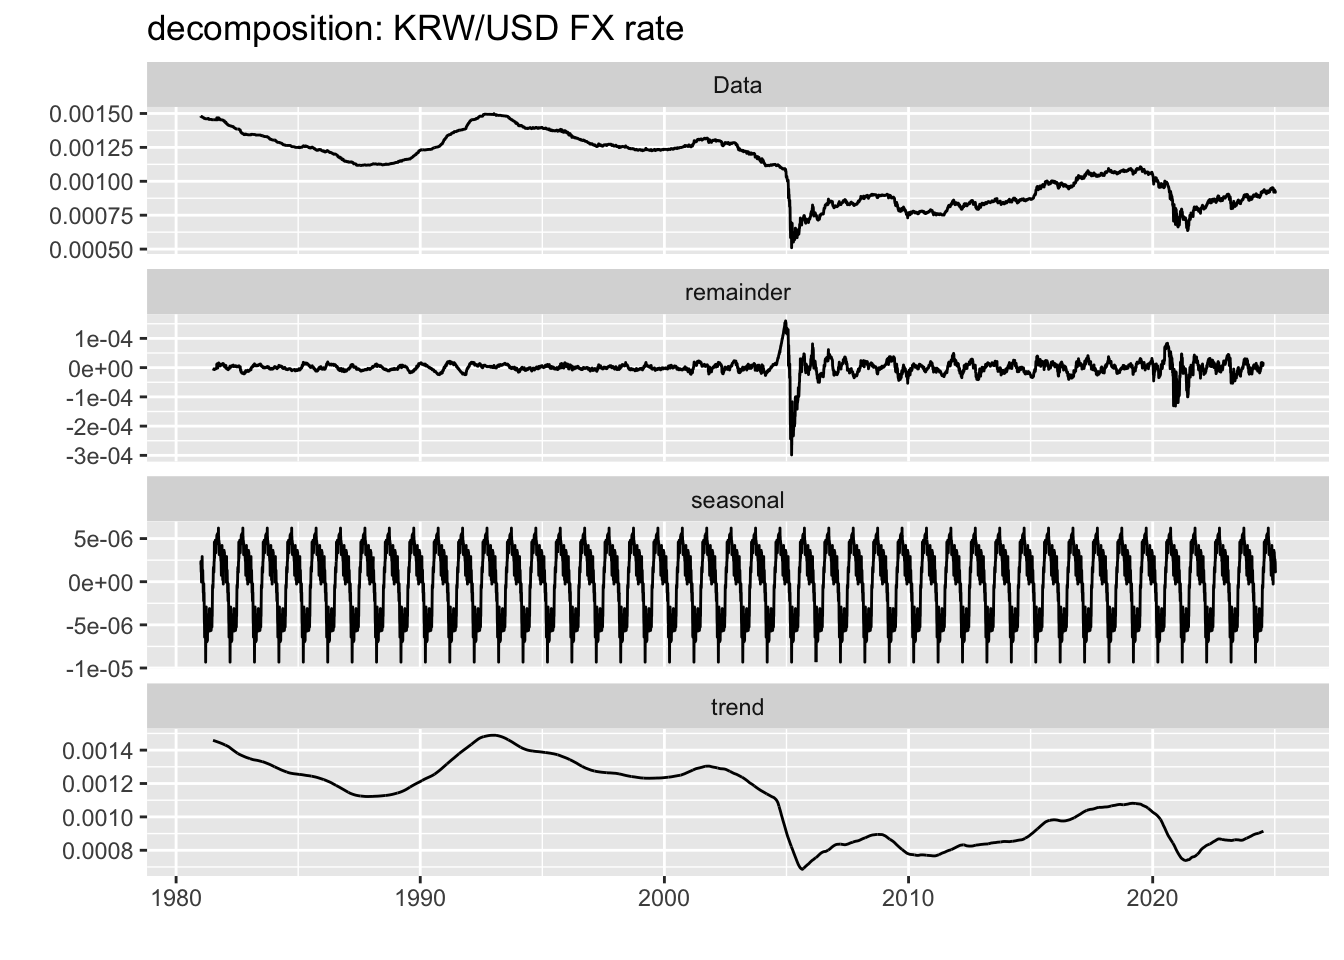 decomposition: KRW/USD FX rate
Data
0.00150
0.00125
0.00100
0.00075
0.00050
remainder
1e-04
0e+00
-1e-04
-2e-04
-3e-04
seasonal
5e-06
0e+00
-5e-06
-1e-05
trend
0.0014
0.0012
0.0010
0.0008
1980 1990 2000 2010 2020